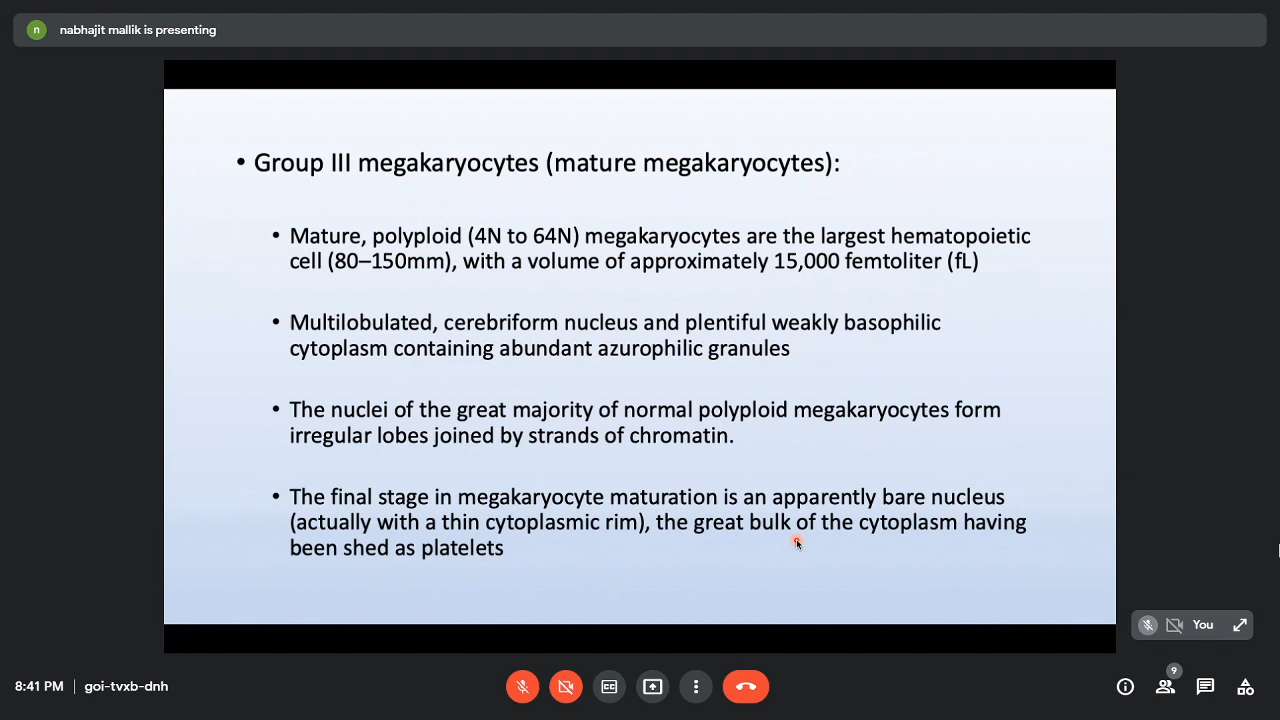 n nabhajit mallik is presenting
• Group III megakaryocytes (mature megakaryocytes):
• Mature, polyploid (4N to 64N) megakaryocytes are the largest hematopoietic
cell (80–150mm), with a volume of approximately 15,000 femtoliter (fL)
• Multilobulated, cerebriform nucleus and plentiful weakly basophilic
cytoplasm containing abundant azurophilic granules
• The nuclei of the great majority of normal polyploid megakaryocytes form
irregular lobes joined by strands of chromatin.
• The final stage in megakaryocyte maturation is an apparently bare nucleus
(actually with a thin cytoplasmic rim), the great bulk of the cytoplasm having
been shed as platelets
You
8:41 PM | goi-tvxb-dnh
CC
9